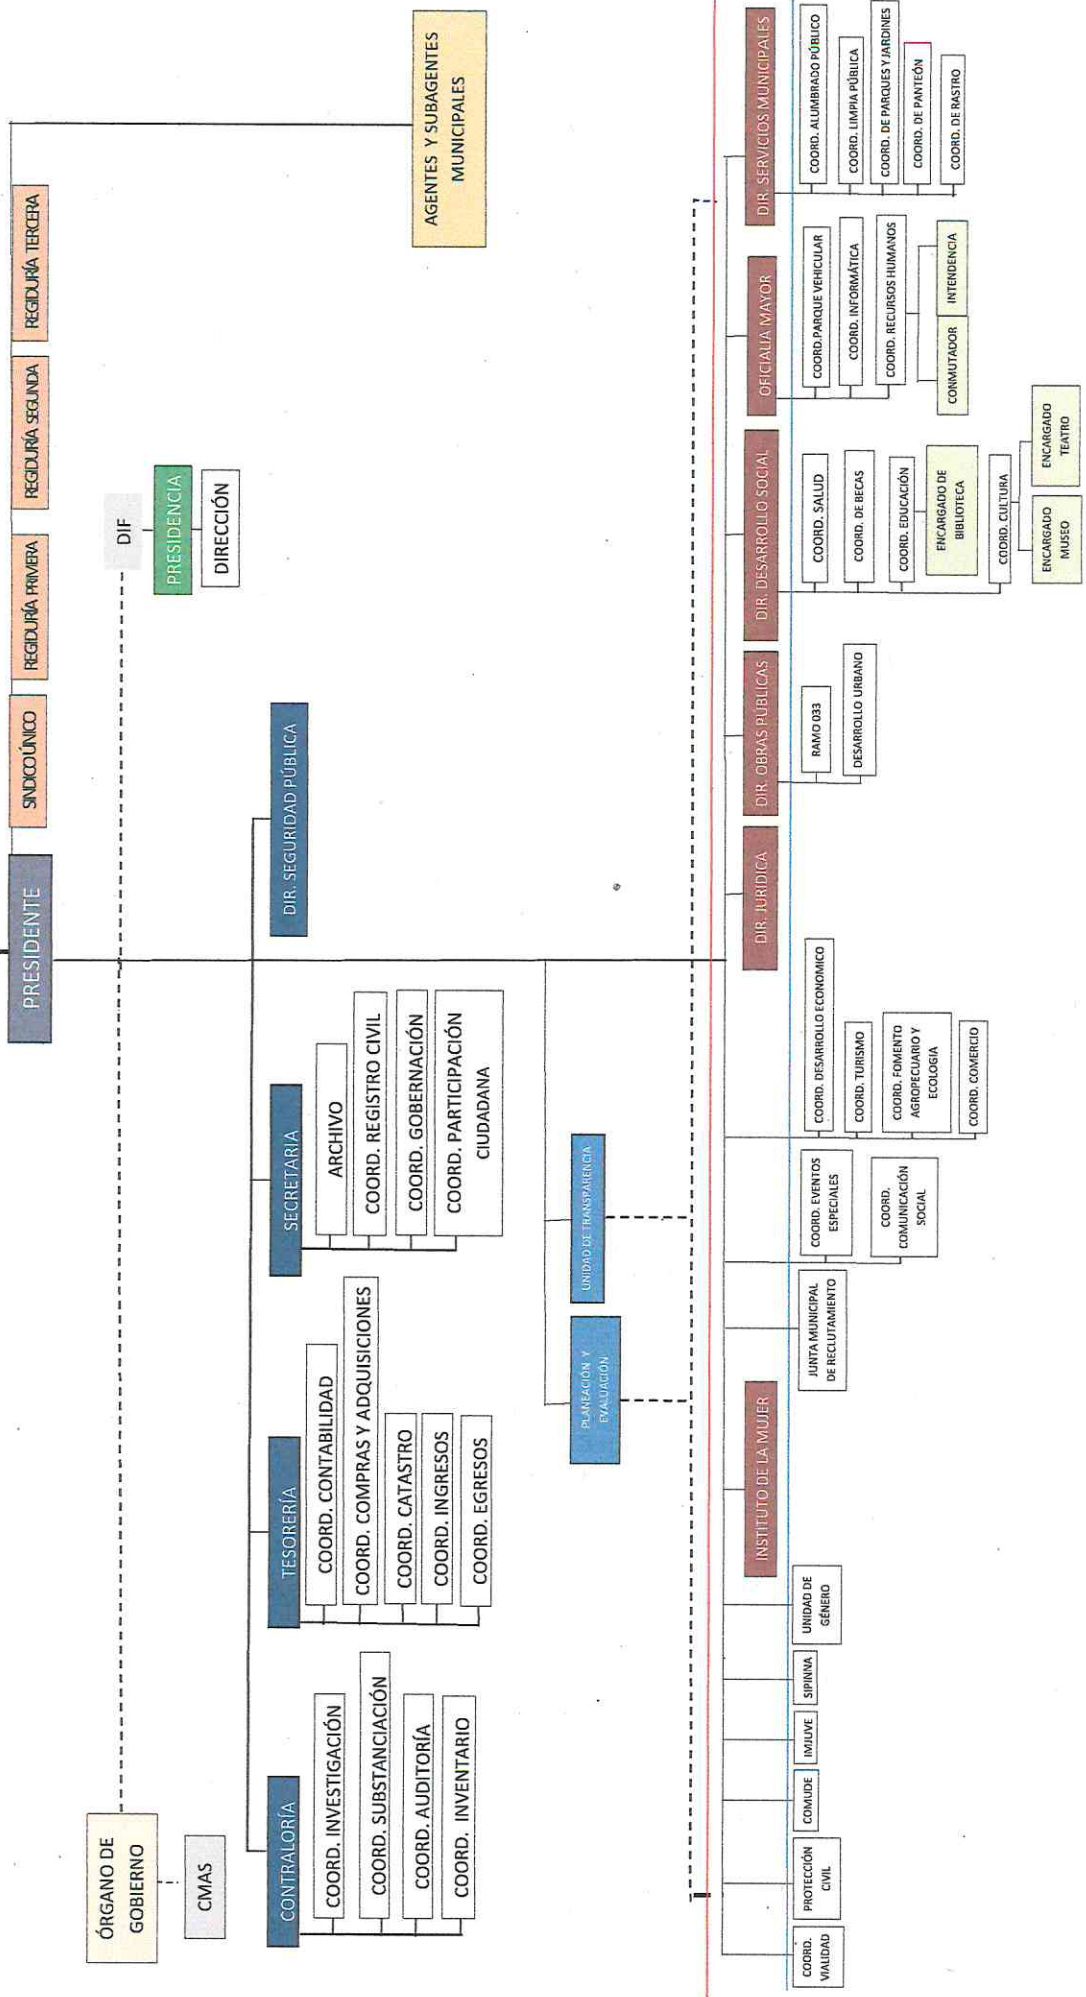 PRESIDENTE
SINDICO ÚNICO
REGIDURÍA PRIMERA
REGIDURÍA SEGUNDA
REGIDURÍA TERCERA
ÓRGANO DE
GOBIERNO
CMAS
DIF
PRESIDENCIA
DIRECCIÓN
AGENTES Y SUBAGENTES
MUNICIPALES
CONTRALORÍA
COORD. INVESTIGACIÓN
COORD. SUBSTANCIACIÓN
COORD. AUDITORÍA
COORD. INVENTARIO
TESORERÍA
COORD. CONTABILIDAD
COORD. COMPRAS Y ADQUISICIONES
COORD. CATASTRO
COORD. INGRESOS
COORD. EGRESOS
SECRETARIA
ARCHIVO
COORD. REGISTRO CIVIL
COORD. GOBERNACIÓN
COORD. PARTICIPACIÓN
CIUDADANA
DIR. SEGURIDAD PÚBLICA
PLANEACIÓN Y
EVALUACIÓN
UNIDAD DE TRANSPARENCIA
COORD.
VIALIDAD
PROTECCIÓN
CIVIL
COMUDE
IMJUVE
SIPINNA
UNIDAD DE
GÉNERO
INSTITUTO DE LA MUJER
JUNTA MUNICIPAL
DE RECLUTAMIENTO
COORD. EVENTOS
ESPECIALES
COORD.
COMUNICACIÓN
SOCIAL
COORD. DESARROLLO ECONOMICO
COORD. TURISMO
COORD. FOMENTO
AGROPECUARIO Y
ECOLOGIA
COORD. COMERCIO
DIR. JURIDICA
DIR. OBRAS PÚBLICAS
RAMO 033
DESARROLLO URBANO
DIR. DESARROLLO SOCIAL
COORD. SALUD
COORD. DE BECAS
COORD. EDUCACIÓN
ENCARGADO DE
BIBLIOTECA
COORD. CULTURA
ENCARGADO
MUSEO
ENCARGADO
TEATRO
OFICIALIA MAYOR
COORD.PARQUE VEHICULAR
COORD. INFORMÁTICA
COORD. RECURSOS HUMANOS
CONMUTADOR
INTENDENCIA
DIR. SERVICIOS MUNICIPALES
COORD. ALUMBRADO PÚBLICO
COORD. LIMPIA PÚBLICA
COORD. DE PARQUES Y JARDINES
COORD. DE PANTEÓN
COORD. DE RASTRO